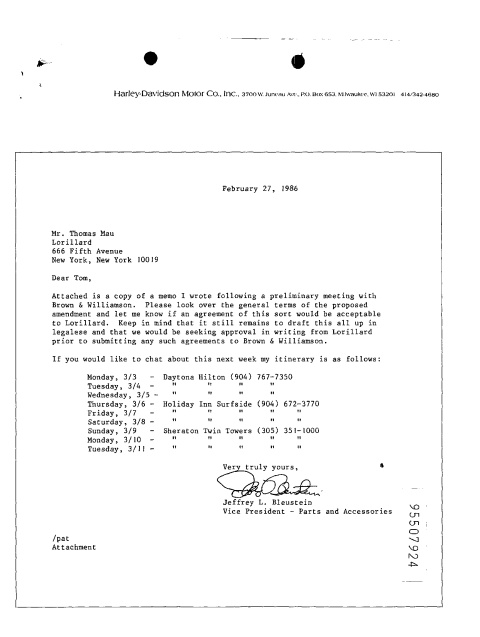 Harley-Davidson Motor Co., Inc., 3700 W. Juneau Ave., P.O. Box 653, Milwaukee, WI 53201 414/342-4680
February 27, 1986
Mr. Thomas Mau
Lorillard
666 Fifth Avenue
New York, New York 10019
Dear Tom,
Attached is a copy of a memo I wrote following a preliminary meeting with
Brown & Williamson. Please look over the general terms of the proposed
amendment and let me know if an agreement of this sort would be acceptable
to Lorillard. Keep in mind that it still remains to draft this all up in
legalese and that we would be seeking approval in writing from Lorillard
prior to submitting any such agreements to Brown & Williamson.
If you would like to chat about this next week my itinerary is as follows:
Monday, 3/3 - Daytona Hilton (904) 767-7350
Tuesday, 3/4 - " " " "
Wednesday, 3/5 - " " " "
Thursday, 3/6 - Holiday Inn Surfside (904) 672-3770
Friday, 3/7 - " " " "
Saturday, 3/8 - " " " "
Sunday, 3/9 - Sheraton Twin Towers (305) 351-1000
Monday, 3/10 - " " " "
Tuesday, 3/11 - " " " "
Very truly yours,
Jeffrey L. Bleustein
Vice President - Parts and Accessories
/pat
Attachment
95507924